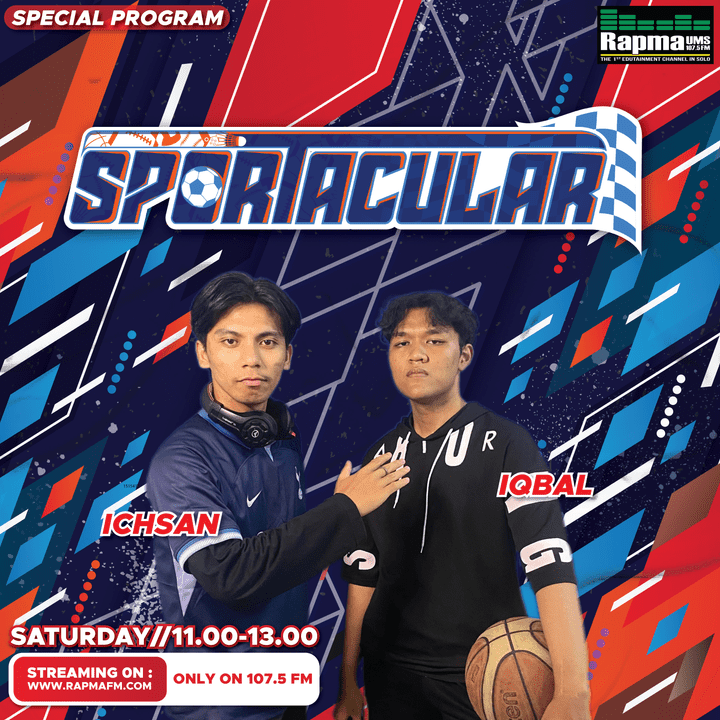 SPECIAL PROGRAM
Rapma UMS
107.5 FM
THE 1ST EDUTAINMENT CHANNEL IN SOLO
SPORTACULAR
UR
IQBAL
ICHSAN
G
S
SATURDAY//11.00-13.00
STREAMING ON :
WWW.RAPMAFM.COM
ONLY ON 107.5 FM